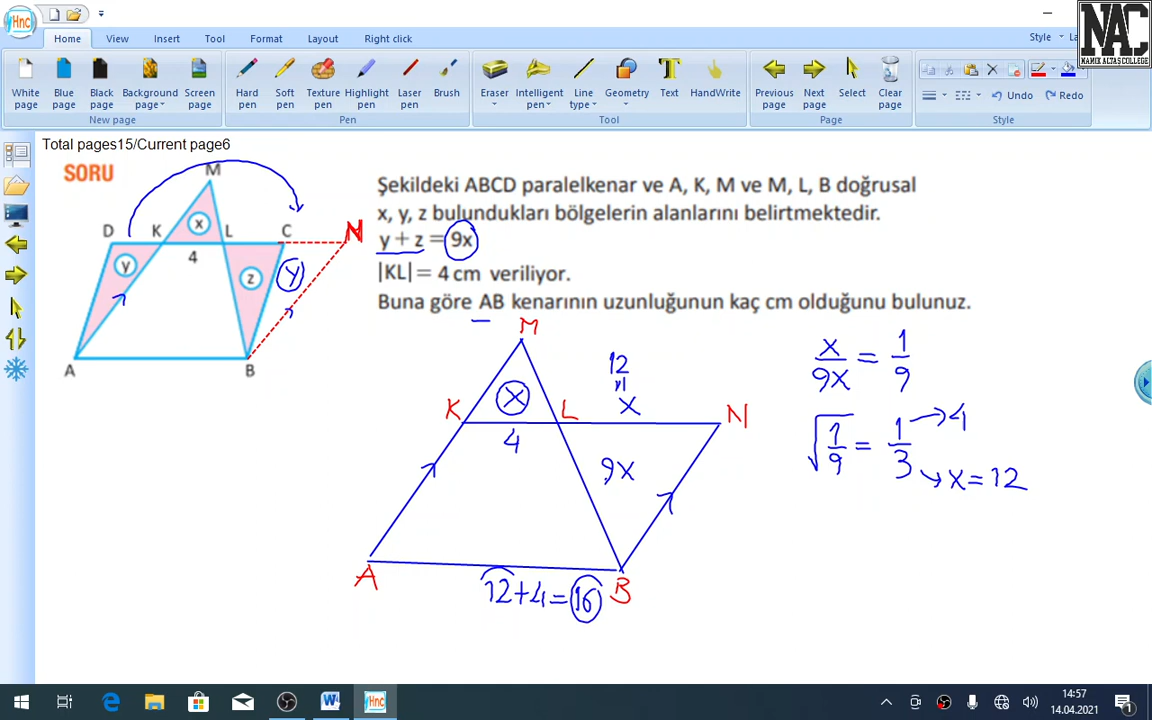 Hnc
NAC
NAMIK ALTAS COLLEGE
Home View Insert Tool Format Layout Right click
Style
White page
Blue page
Black page
Background page
Screen page
Hard pen
Soft pen
Texture pen
Highlight pen
Laser pen
Brush
Eraser
Intelligent pen
Line type
Geometry
Text
HandWrite
Previous page
Next page
Select
Clear page
Undo
Redo
New page Pen Tool Page Style
Total pages15/Current page6
SORU
M
D K L C N
x
4
y z y
A B
Şekildeki ABCD paralelkenar ve A, K, M ve M, L, B doğrusal
x, y, z bulundukları bölgelerin alanlarını belirtmektedir.
y + z = 9x
|KL| = 4 cm veriliyor.
Buna göre AB kenarının uzunluğunun kaç cm olduğunu bulunuz.
M
12
x x
K L N
4
9x
A B
12+4=16
x/9x = 1/9
√1/9 = 1/3 → 4
→ x = 12
Hnc
14:57
14.04.2021
1